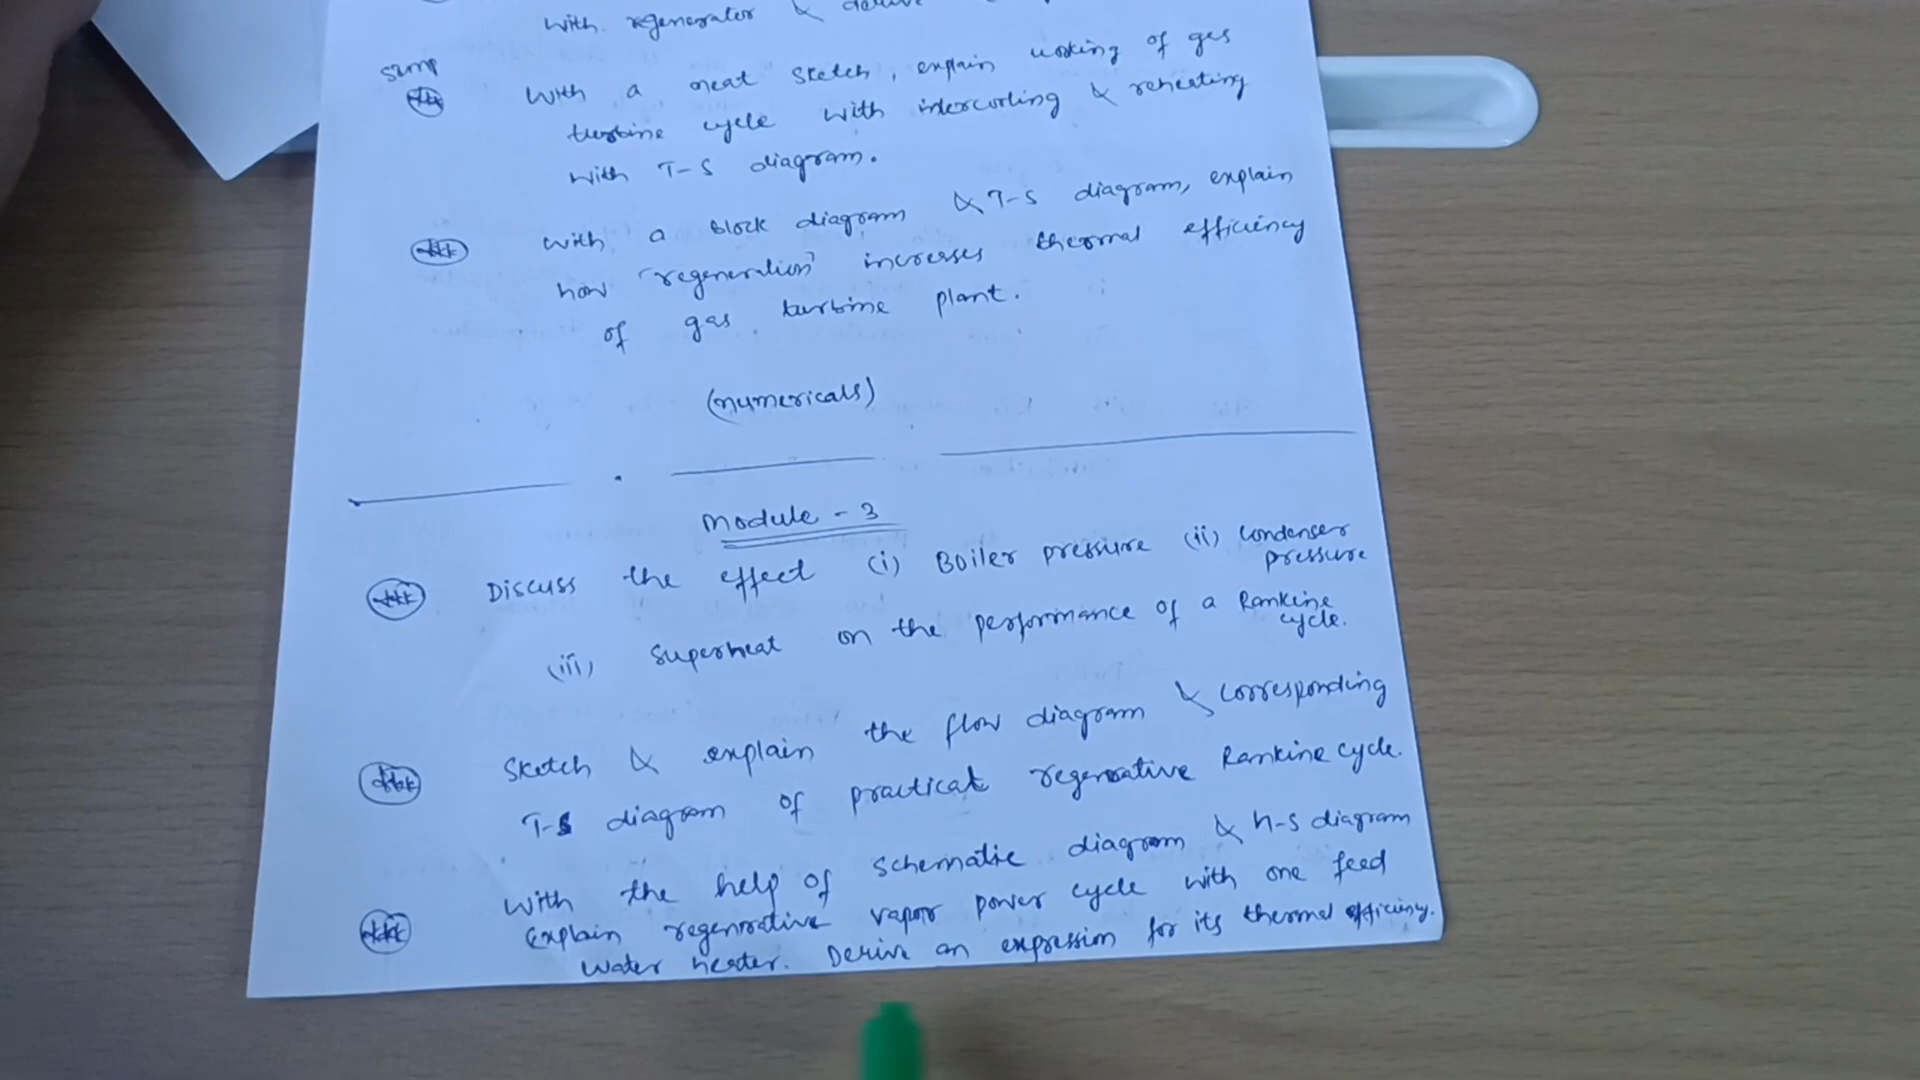 with regenerator & derive
simp
** With a neat sketch, explain working of gas
turbine cycle with intercooling & reheating
with T-S diagram.
*** with a block diagram & T-S diagram, explain
how 'regeneration' increases thermal efficiency
of gas turbine plant.
(numericals)
Module - 3
*** Discuss the effect (i) Boiler pressure (ii) condenser
pressure
(iii) superheat on the performance of a Rankine
cycle.
*** Sketch & explain the flow diagram & corresponding
T-S diagram of practical regenerative Rankine cycle.
*** with the help of schematic diagram & h-s diagram
explain regenrative vapor power cycle with one feed
water heater. Derive an expression for its thermal efficiency.